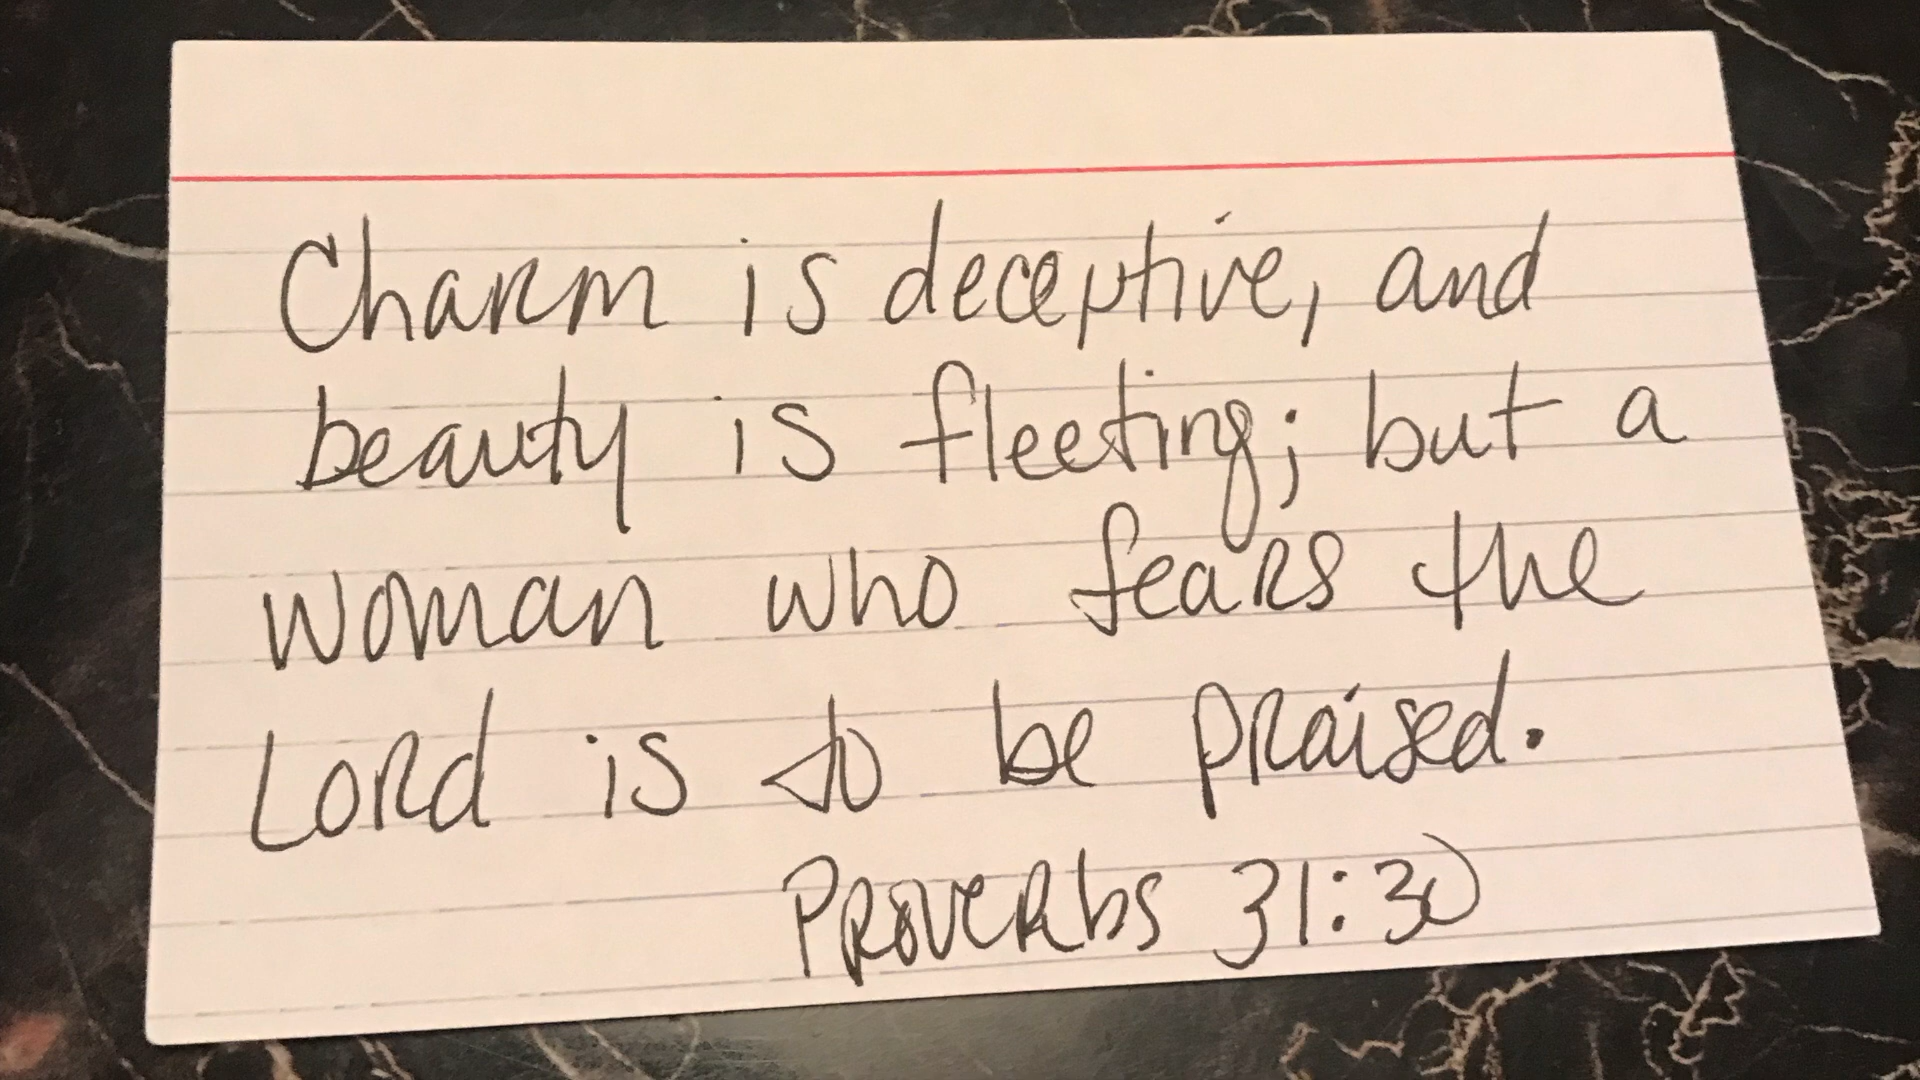 Charm is deceptive, and
beauty is fleeting; but a
woman who fears the
Lord is to be praised.
Proverbs 31:30